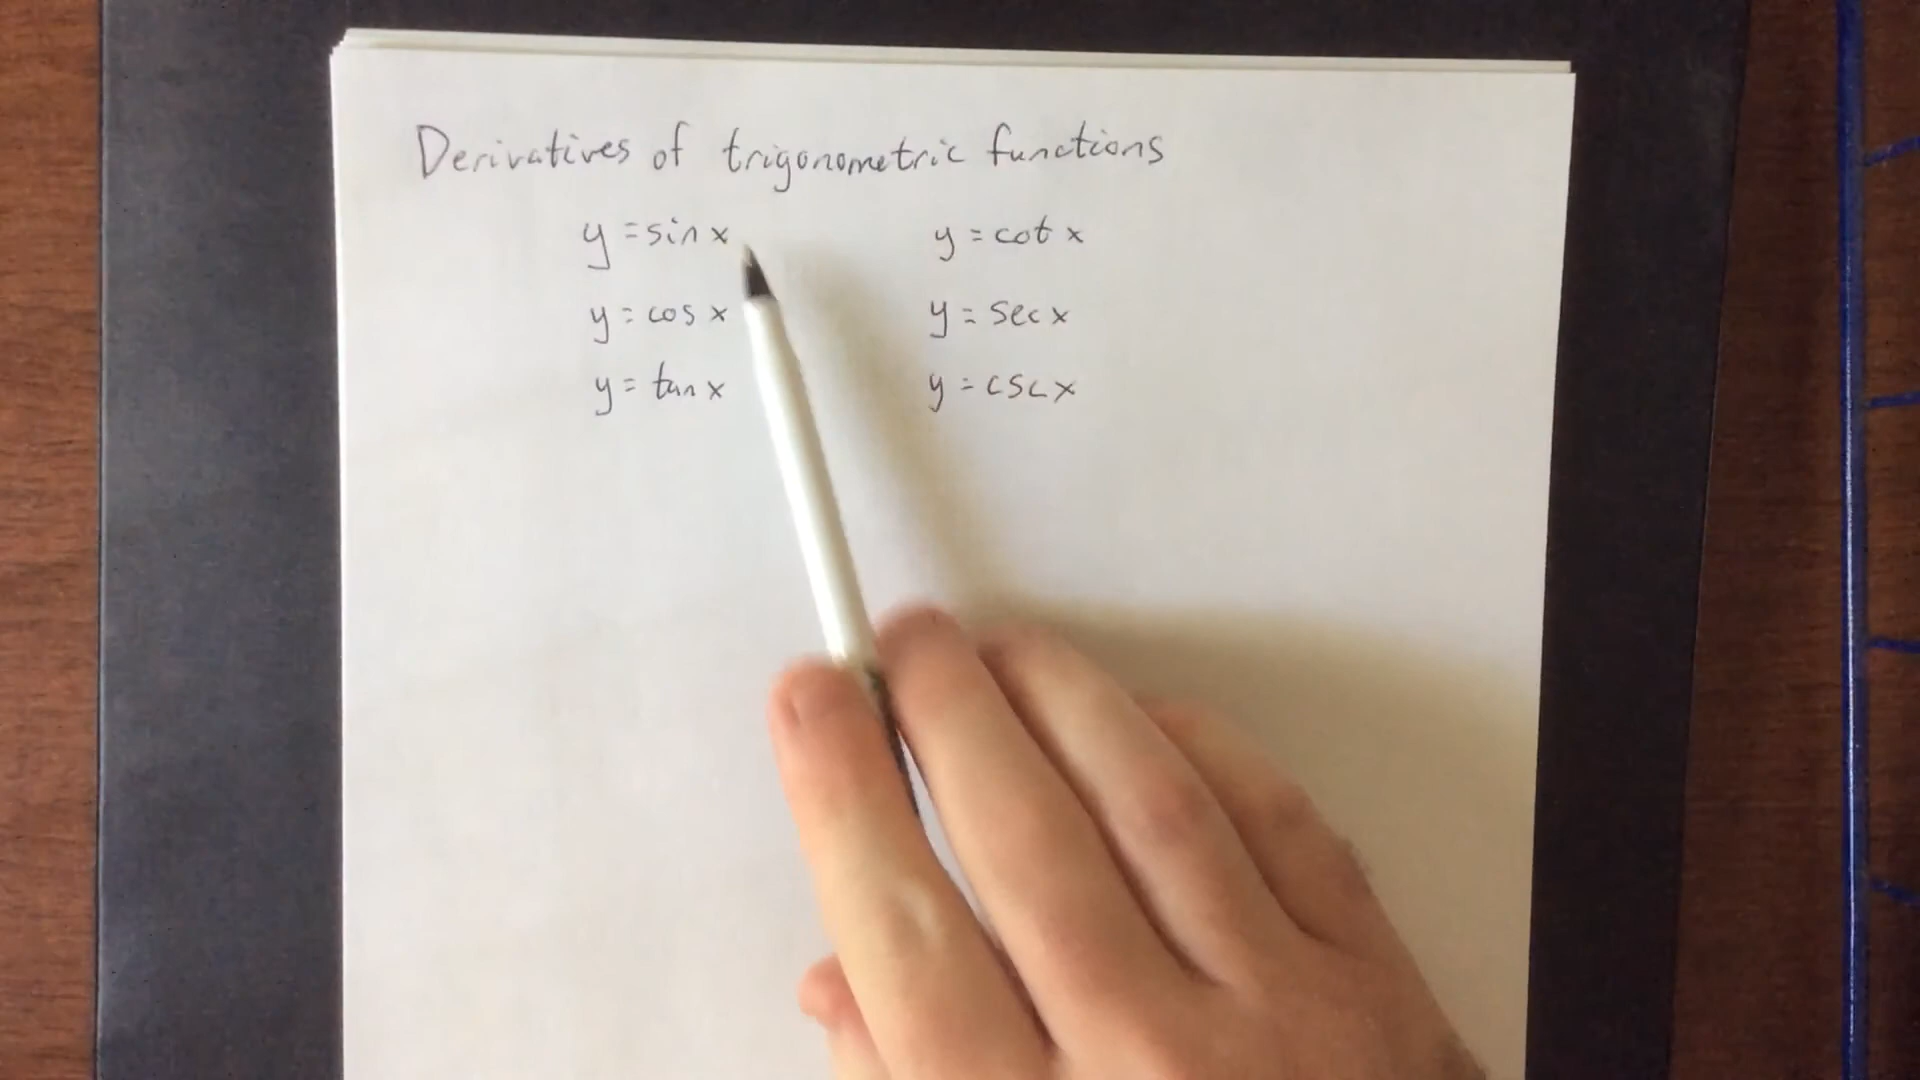 Derivatives of trigonometric functions
y = sin x
y = cos x
y = tan x
y = cot x
y = sec x
y = csc x